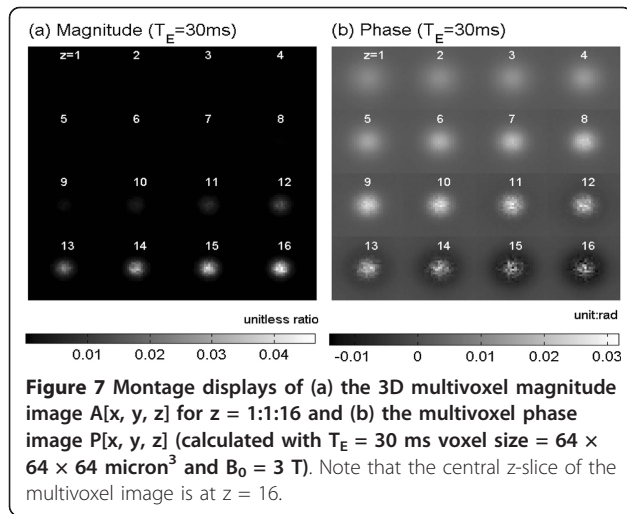 (a) Magnitude (T_E=30ms) (b) Phase (T_E=30ms)
z=1 2 3 4 z=1 2 3 4
5 6 7 8 5 6 7 8
9 10 11 12 9 10 11 12
13 14 15 16 13 14 15 16
unitless ratio unit:rad
0.01 0.02 0.03 0.04 -0.01 0 0.01 0.02 0.03
Figure 7 Montage displays of (a) the 3D multivoxel magnitude
image A[x, y, z] for z = 1:1:16 and (b) the multivoxel phase
image P[x, y, z] (calculated with T_E = 30 ms voxel size = 64 ×
64 × 64 micron³ and B₀ = 3 T). Note that the central z-slice of the
multivoxel image is at z = 16.